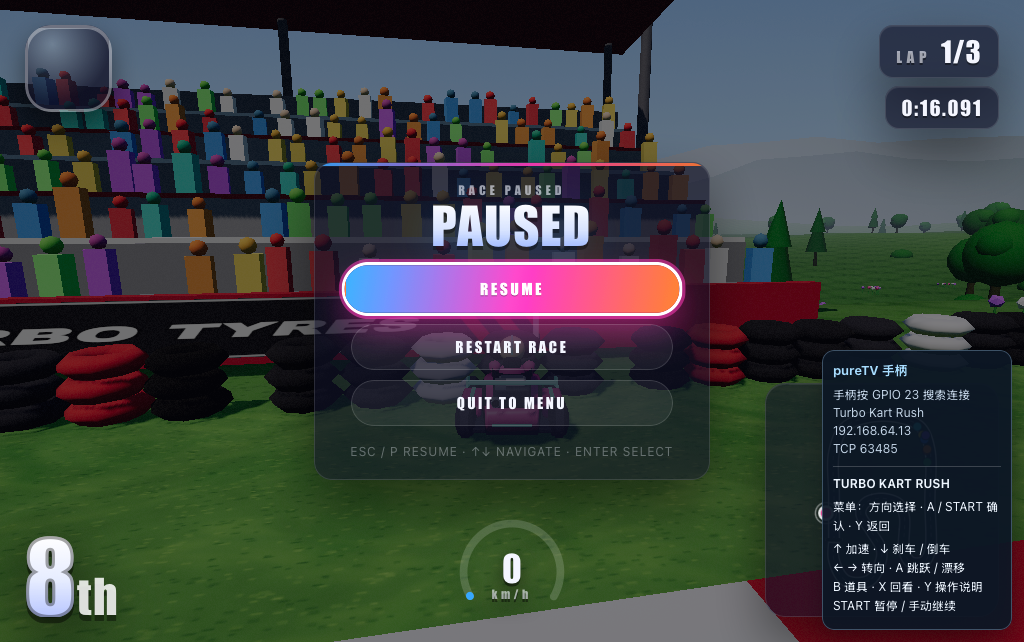 LAP 1/3
0:16.091
RACE PAUSED
PAUSED
RESUME
RBO TYRES
RESTART RACE
QUIT TO MENU
ESC / P RESUME · ↑↓ NAVIGATE · ENTER SELECT
8th
0
km/h
pureTV 手柄
手柄按 GPIO 23 搜索连接
Turbo Kart Rush
192.168.64.13
TCP 63485
TURBO KART RUSH
菜单：方向选择 · A / START 确
认 · Y 返回
↑ 加速 · ↓ 刹车 / 倒车
← → 转向 · A 跳跃 / 漂移
B 道具 · X 回看 · Y 操作说明
START 暂停 / 手动继续